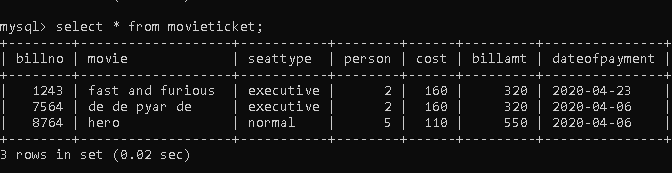 mysql> select * from movieticket;
+--------+------------------+-----------+--------+------+---------+---------------+
| billno | movie            | seattype  | person | cost | billamt | dateofpayment |
+--------+------------------+-----------+--------+------+---------+---------------+
|   1243 | fast and furious | executive |      2 |  160 |     320 | 2020-04-23    |
|   7564 | de de pyar de    | executive |      2 |  160 |     320 | 2020-04-06    |
|   8764 | hero             | normal    |      5 |  110 |     550 | 2020-04-06    |
+--------+------------------+-----------+--------+------+---------+---------------+
3 rows in set (0.02 sec)